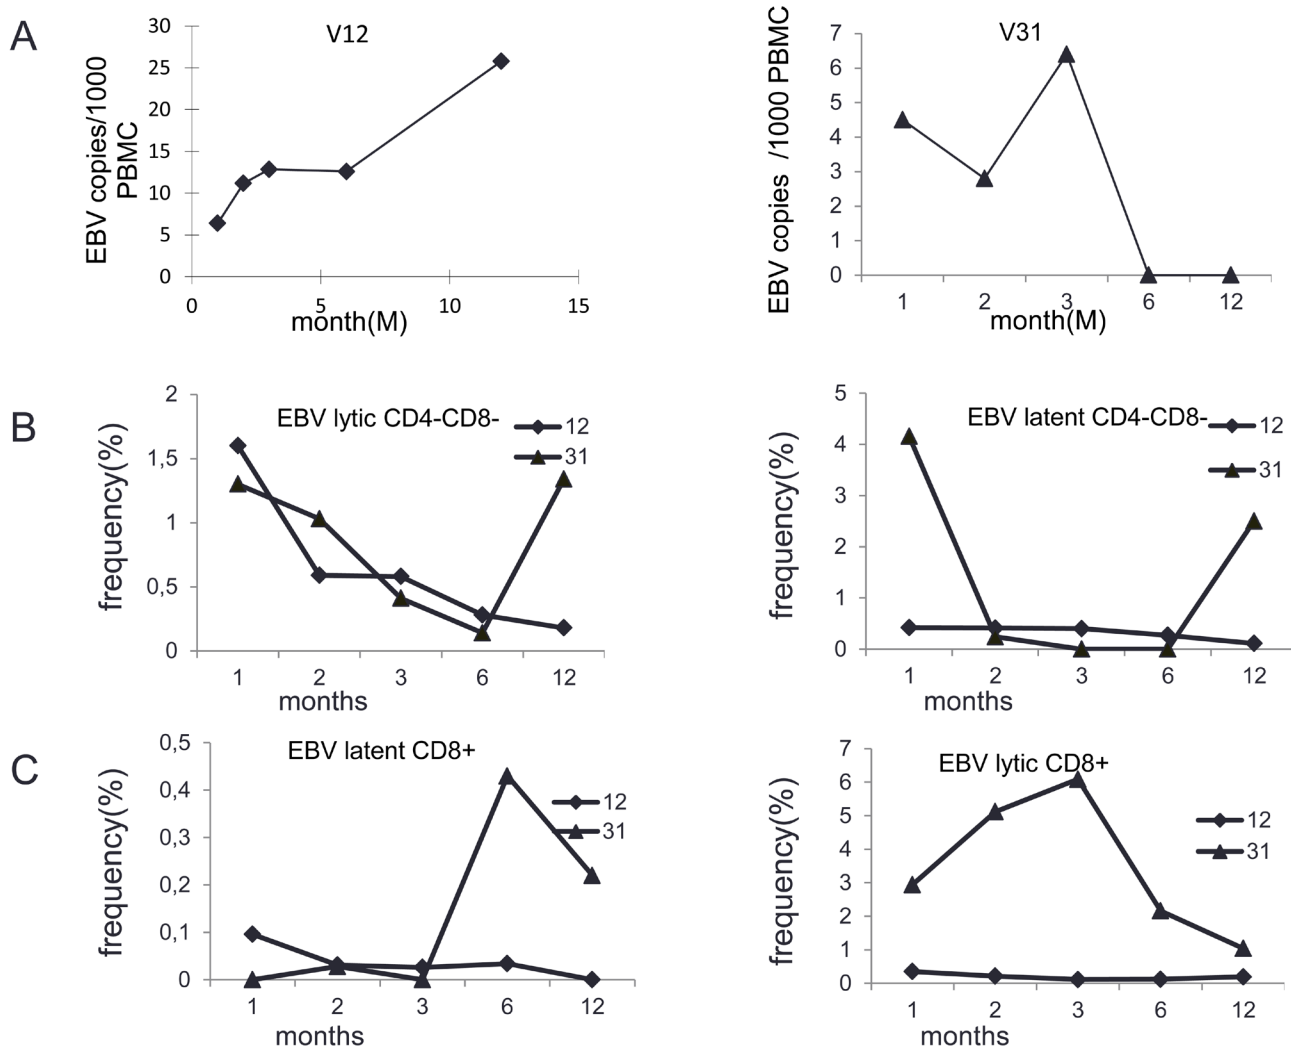 A
V12
EBV copies/1000
PBMC
30
25
20
15
10
5
0
0 5 10 15
month(M)
V31
EBV copies /1000 PBMC
7
6
5
4
3
2
1
0
1 2 3 6 12
month(M)
B
EBV lytic CD4-CD8-
12
31
frequency(%)
2
1,5
1
0,5
0
1 2 3 6 12
months
EBV latent CD4-CD8-
12
31
frequency(%)
5
4
3
2
1
0
1 2 3 6 12
months
C
EBV latent CD8+
12
31
frequency(%)
0,5
0,4
0,3
0,2
0,1
0
1 2 3 6 12
months
EBV lytic CD8+
12
31
frequency(%)
7
6
5
4
3
2
1
0
1 2 3 6 12
months